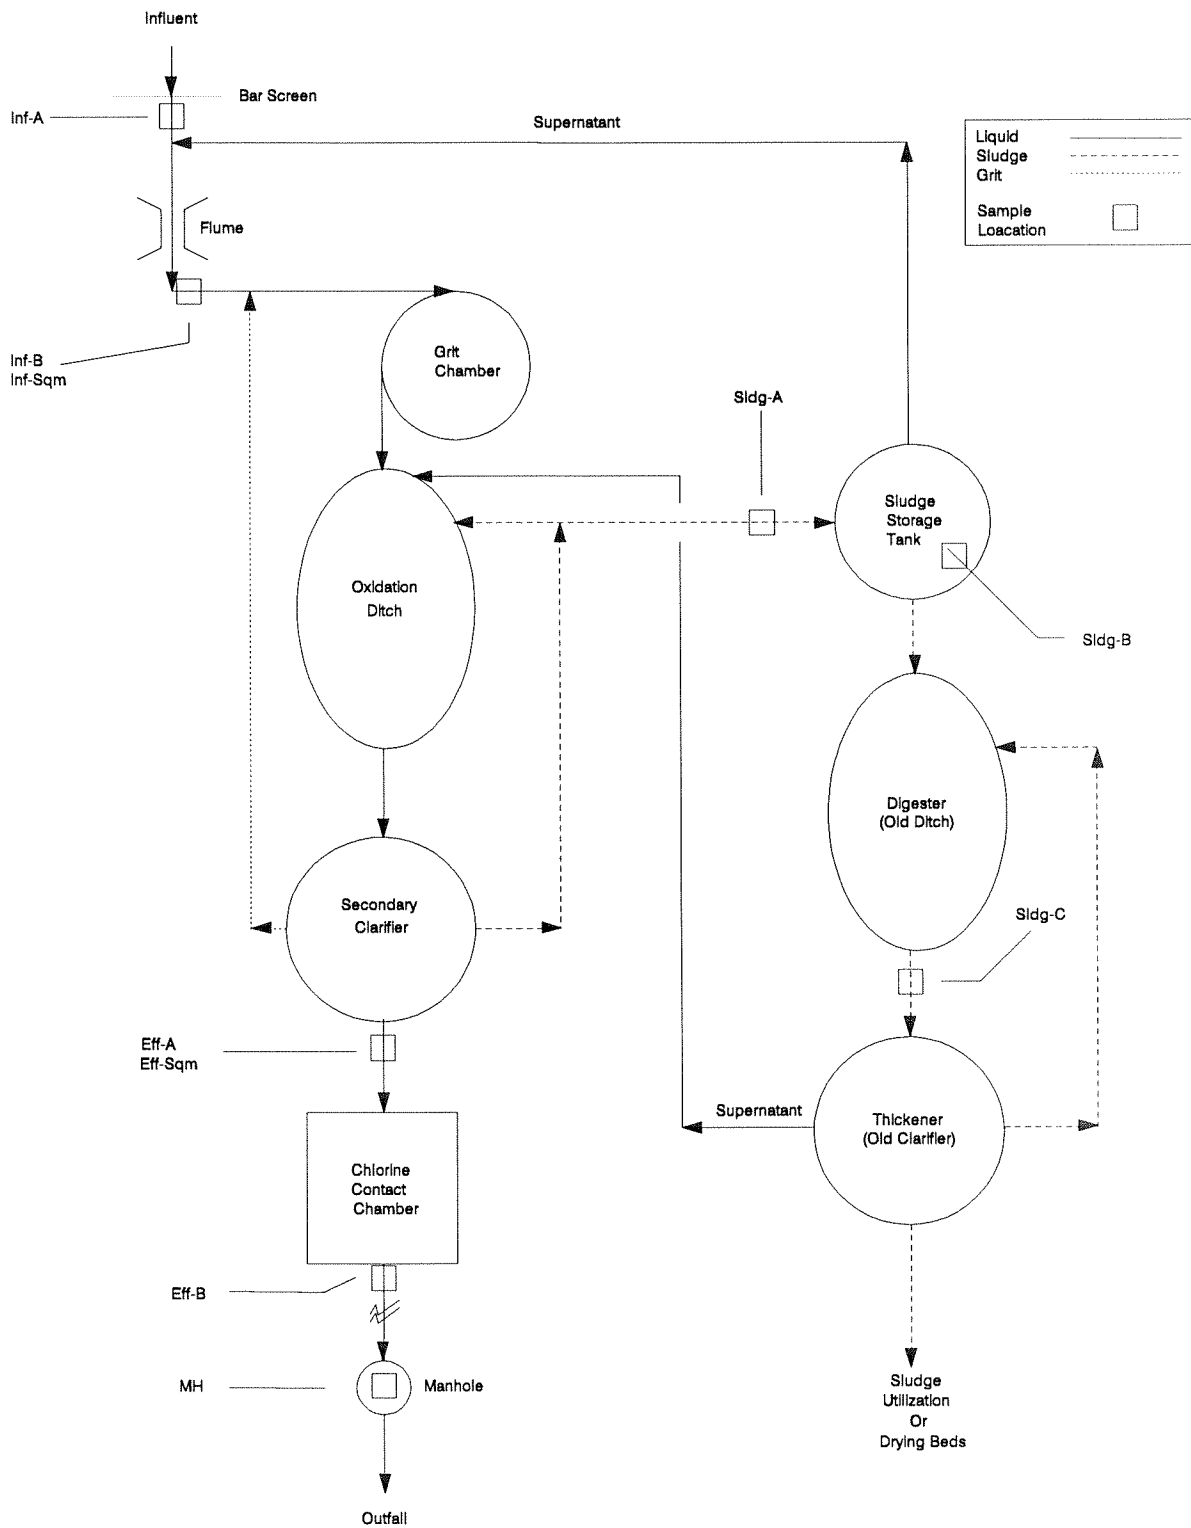 Influent
Bar Screen
Inf-A
Supernatant
Liquid
Sludge
Grit
Sample
Loacation
Flume
Inf-B
Inf-Sqm
Grit
Chamber
Sldg-A
Sludge
Storage
Tank
Oxidation
Ditch
Sldg-B
Digester
(Old Ditch)
Secondary
Clarifier
Sldg-C
Eff-A
Eff-Sqm
Supernatant
Thickener
(Old Clarifier)
Chlorine
Contact
Chamber
Eff-B
MH
Manhole
Sludge
Utilization
Or
Drying Beds
Outfall